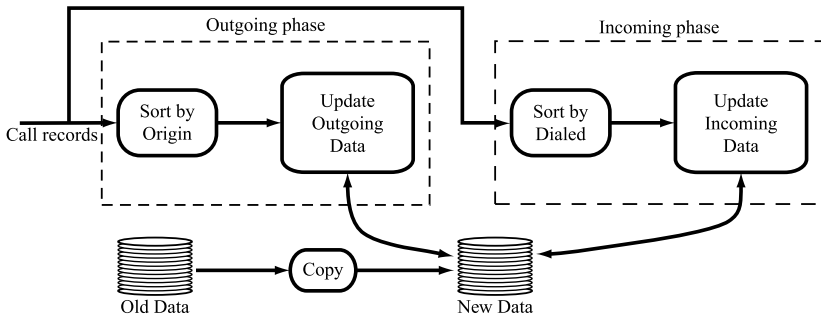 Outgoing phase
Incoming phase
Call records
Sort by
Origin
Update
Outgoing
Data
Sort by
Dialed
Update
Incoming
Data
Old Data
Copy
New Data